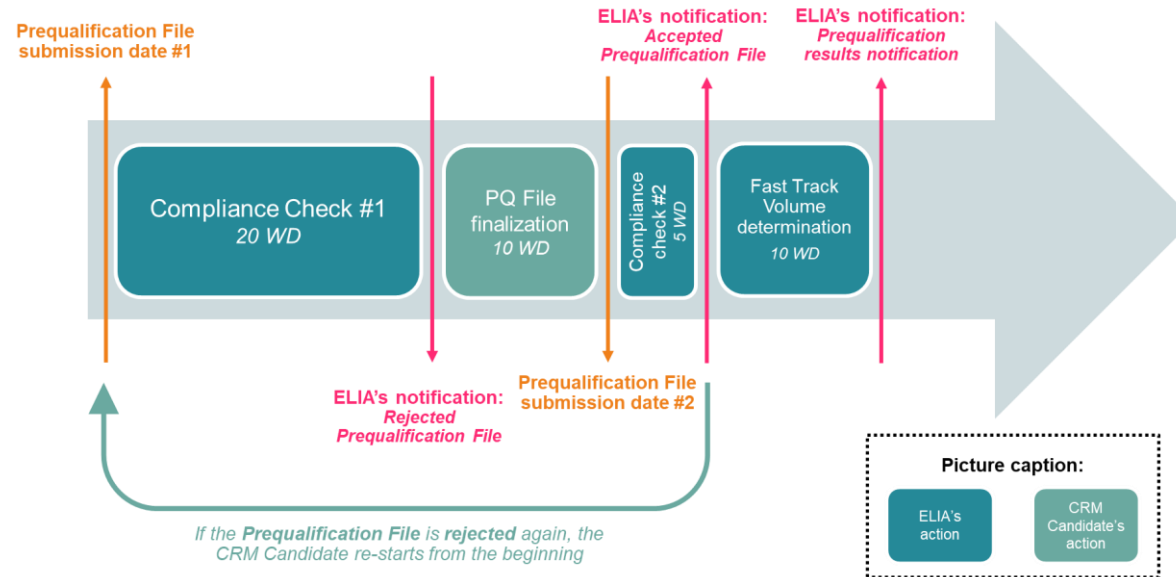 Prequalification File
submission date #1
ELIA's notification:
Accepted
Prequalification File
ELIA's notification:
Prequalification
results notification
Compliance Check #1
20 WD
PQ File
finalization
10 WD
Compliance
check #2
5 WD
Fast Track
Volume
determination
10 WD
ELIA's notification:
Rejected
Prequalification File
Prequalification File
submission date #2
If the Prequalification File is rejected again, the
CRM Candidate re-starts from the beginning
Picture caption:
ELIA's
action
CRM
Candidate's
action